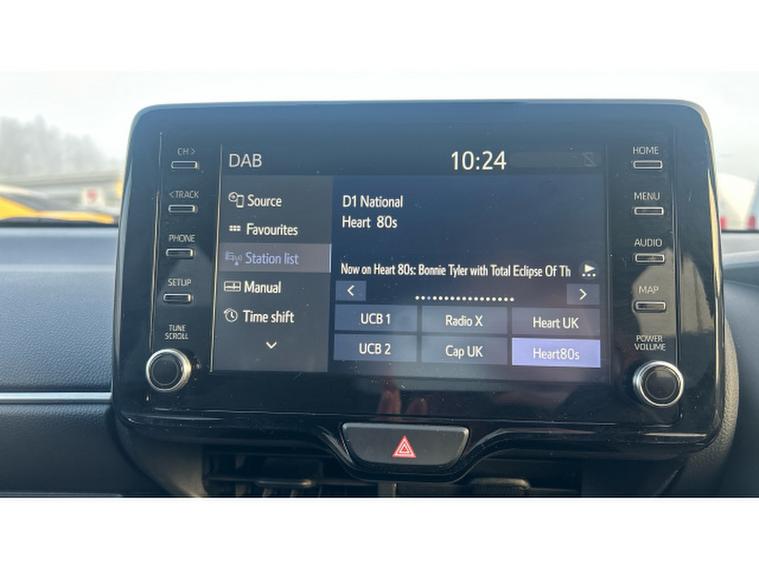 CH>
<TRACK
PHONE
SETUP
TUNE
SCROLL
DAB
10:24
Source
Favourites
Station list
Manual
Time shift
D1 National
Heart 80s
Now on Heart 80s: Bonnie Tyler with Total Eclipse Of Th
UCB 1
Radio X
Heart UK
UCB 2
Cap UK
Heart80s
HOME
MENU
AUDIO
MAP
POWER
VOLUME